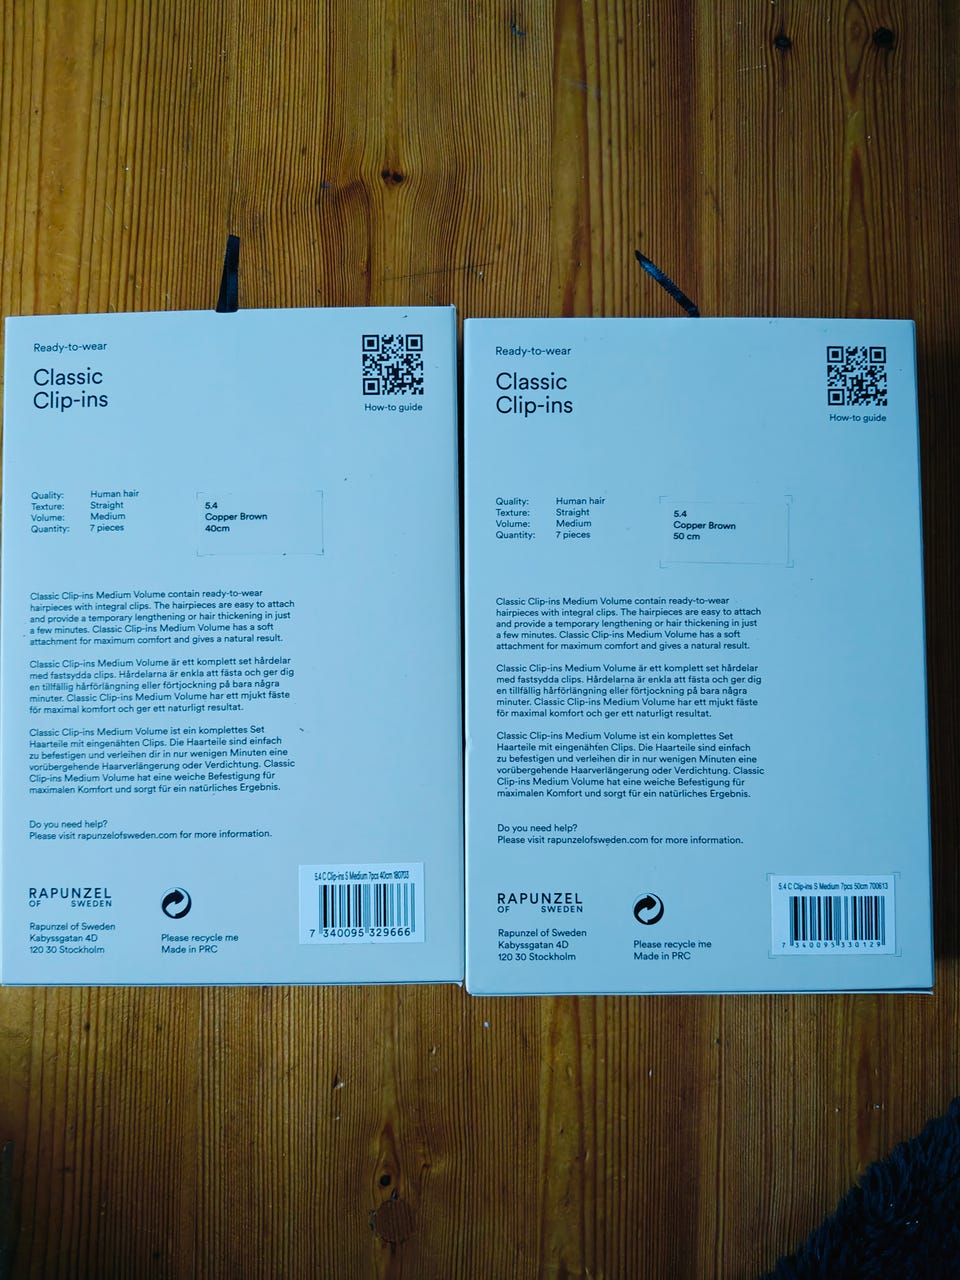 Ready-to-wear
Classic
Clip-ins
How-to guide
Quality: Human hair
Texture: Straight
Volume: Medium
Quantity: 7 pieces
5.4
Copper Brown
40cm
Classic Clip-ins Medium Volume contain ready-to-wear
hairpieces with integral clips. The hairpieces are easy to attach
and provide a temporary lengthening or hair thickening in just
a few minutes. Classic Clip-ins Medium Volume has a soft
attachment for maximum comfort and gives a natural result.
Classic Clip-ins Medium Volume är ett komplett set hårdelar
med fastsydda clips. Hårdelarna är enkla att fästa och ger dig
en tillfällig hårförlängning eller förtjockning på bara några
minuter. Classic Clip-ins Medium Volume har ett mjukt fäste
för maximal komfort och ger ett naturligt resultat.
Classic Clip-ins Medium Volume ist ein komplettes Set
Haarteile mit eingenähten Clips. Die Haarteile sind einfach
zu befestigen und verleihen dir in nur wenigen Minuten eine
vorübergehende Haarverlängerung oder Verdichtung. Classic
Clip-ins Medium Volume hat eine weiche Befestigung für
maximalen Komfort und sorgt für ein natürliches Ergebnis.
Do you need help?
Please visit rapunzelofsweden.com for more information.
RAPUNZEL
OF SWEDEN
Rapunzel of Sweden
Kabyssgatan 4D
120 30 Stockholm
Please recycle me
Made in PRC
5.4 C Clip-ins S Medium 7pcs 40cm 180703
7 340095 329666
Ready-to-wear
Classic
Clip-ins
How-to guide
Quality: Human hair
Texture: Straight
Volume: Medium
Quantity: 7 pieces
5.4
Copper Brown
50 cm
Classic Clip-ins Medium Volume contain ready-to-wear
hairpieces with integral clips. The hairpieces are easy to attach
and provide a temporary lengthening or hair thickening in just
a few minutes. Classic Clip-ins Medium Volume has a soft
attachment for maximum comfort and gives a natural result.
Classic Clip-ins Medium Volume är ett komplett set hårdelar
med fastsydda clips. Hårdelarna är enkla att fästa och ger dig
en tillfällig hårförlängning eller förtjockning på bara några
minuter. Classic Clip-ins Medium Volume har ett mjukt fäste
för maximal komfort och ger ett naturligt resultat.
Classic Clip-ins Medium Volume ist ein komplettes Set
Haarteile mit eingenähten Clips. Die Haarteile sind einfach
zu befestigen und verleihen dir in nur wenigen Minuten eine
vorübergehende Haarverlängerung oder Verdichtung. Classic
Clip-ins Medium Volume hat eine weiche Befestigung für
maximalen Komfort und sorgt für ein natürliches Ergebnis.
Do you need help?
Please visit rapunzelofsweden.com for more information.
RAPUNZEL
OF SWEDEN
Rapunzel of Sweden
Kabyssgatan 4D
120 30 Stockholm
Please recycle me
Made in PRC
5.4 C Clip-ins S Medium 7pcs 50cm 700613
7 340095 330129